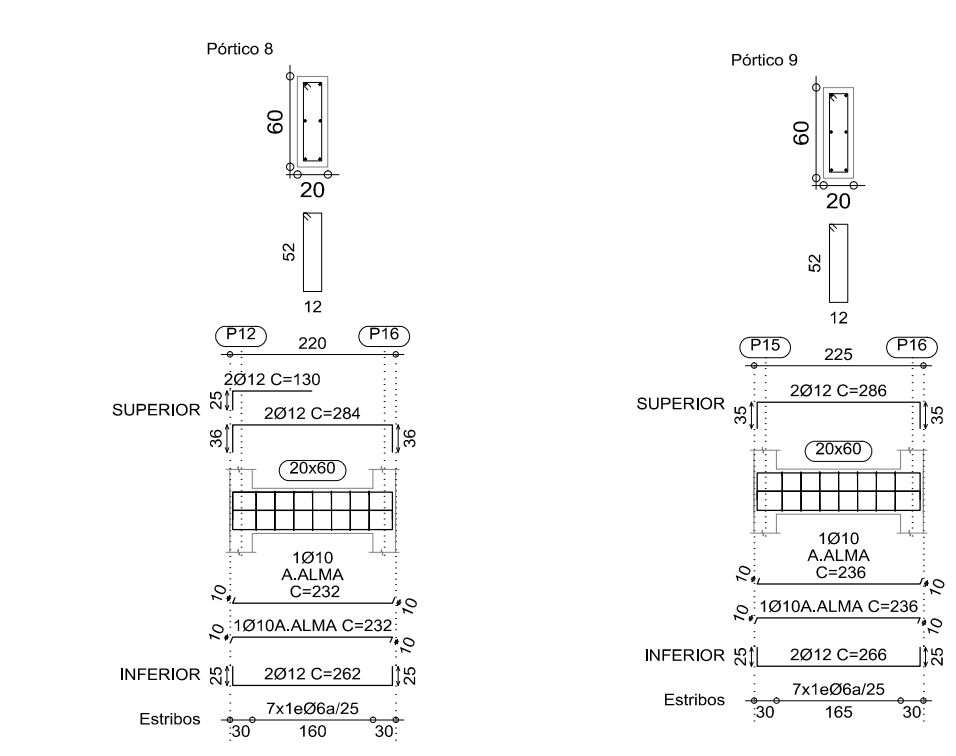 Pórtico 8
60
20
52
12
P12
P16
220
2Ø12 C=130
25
SUPERIOR
2Ø12 C=284
36
36
20x60
1Ø10
A.ALMA
C=232
10
10
1Ø10A.ALMA C=232
10
10
INFERIOR
25
2Ø12 C=262
25
Estribos
7x1eØ6a/25
30
160
30
Pórtico 9
60
20
52
12
P15
P16
225
2Ø12 C=286
SUPERIOR
35
35
20x60
1Ø10
A.ALMA
C=236
10
10
1Ø10A.ALMA C=236
10
10
INFERIOR
25
2Ø12 C=266
25
Estribos
7x1eØ6a/25
30
165
30